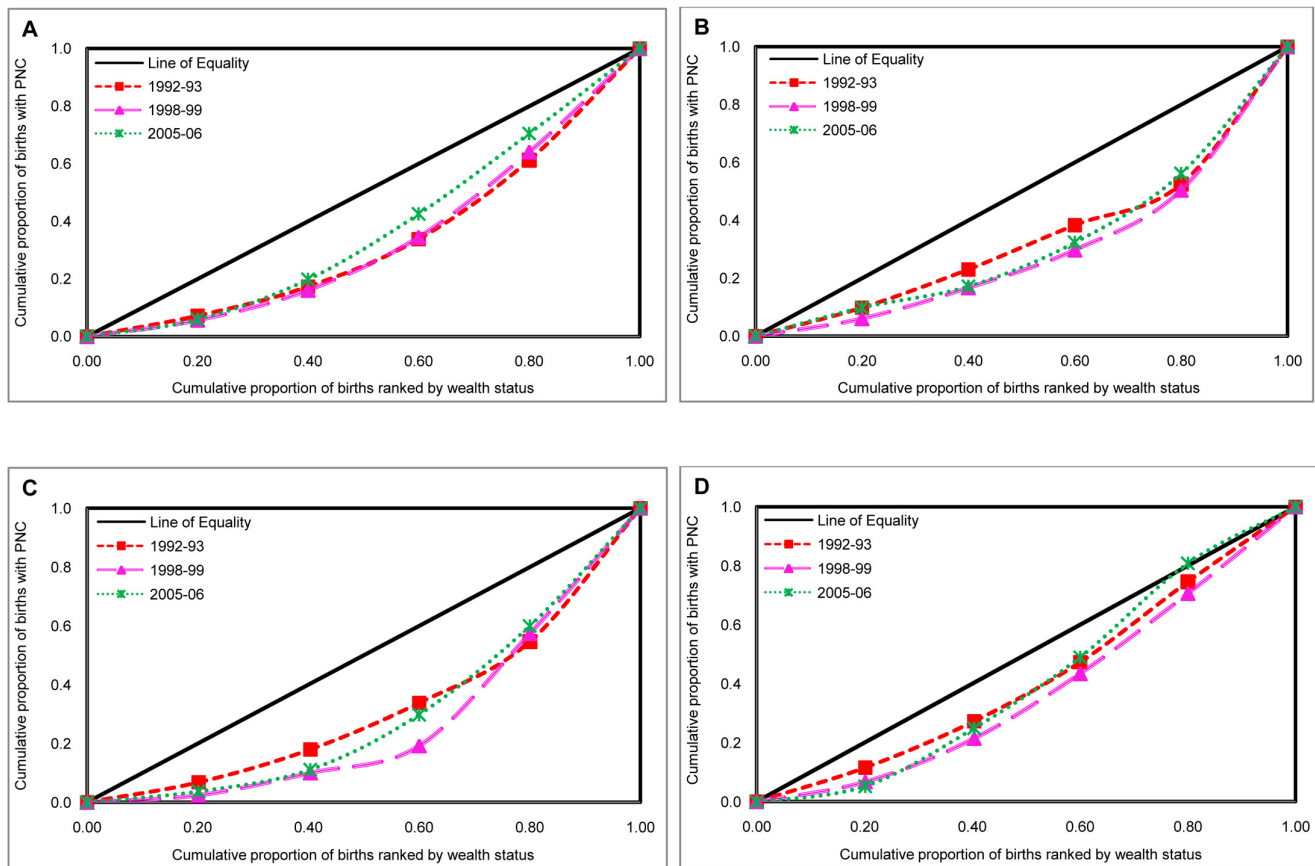 A
Cumulative proportion of births with PNC
1.0
0.8
0.6
0.4
0.2
0.0
Line of Equality
1992-93
1998-99
2005-06
0.00 0.20 0.40 0.60 0.80 1.00
Cumulative proportion of births ranked by wealth status
B
Cumulative proportion of births with PNC
1.0
0.8
0.6
0.4
0.2
0.0
Line of Equality
1992-93
1998-99
2005-06
0.00 0.20 0.40 0.60 0.80 1.00
Cumulative proportion of births ranked by wealth status
C
Cumulative proportion of births with PNC
1.0
0.8
0.6
0.4
0.2
0.0
Line of Equality
1992-93
1998-99
2005-06
0.00 0.20 0.40 0.60 0.80 1.00
Cumulative proportion of births ranked by wealth status
D
Cumulative proportion of births with PNC
1.0
0.8
0.6
0.4
0.2
0.0
Line of Equality
1992-93
1998-99
2005-06
0.00 0.20 0.40 0.60 0.80 1.00
Cumulative proportion of births ranked by wealth status